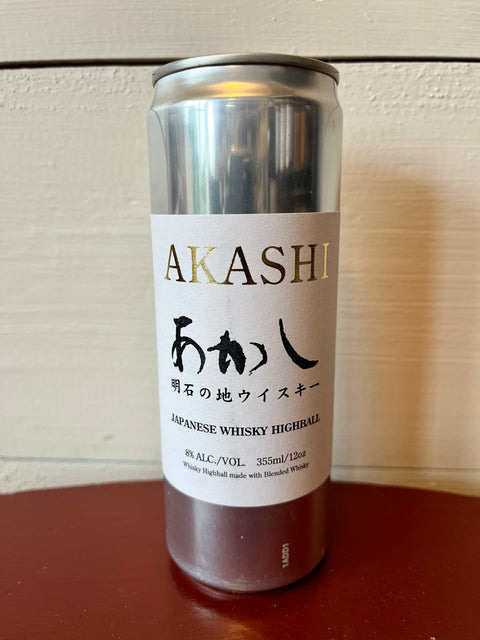 AKASHI
あかし
明石の地ウイスキー
JAPANESE WHISKY HIGHBALL
8% ALC./VOL. 355ml/12oz
Whisky Highball made with Blended Whisky
1ADD1